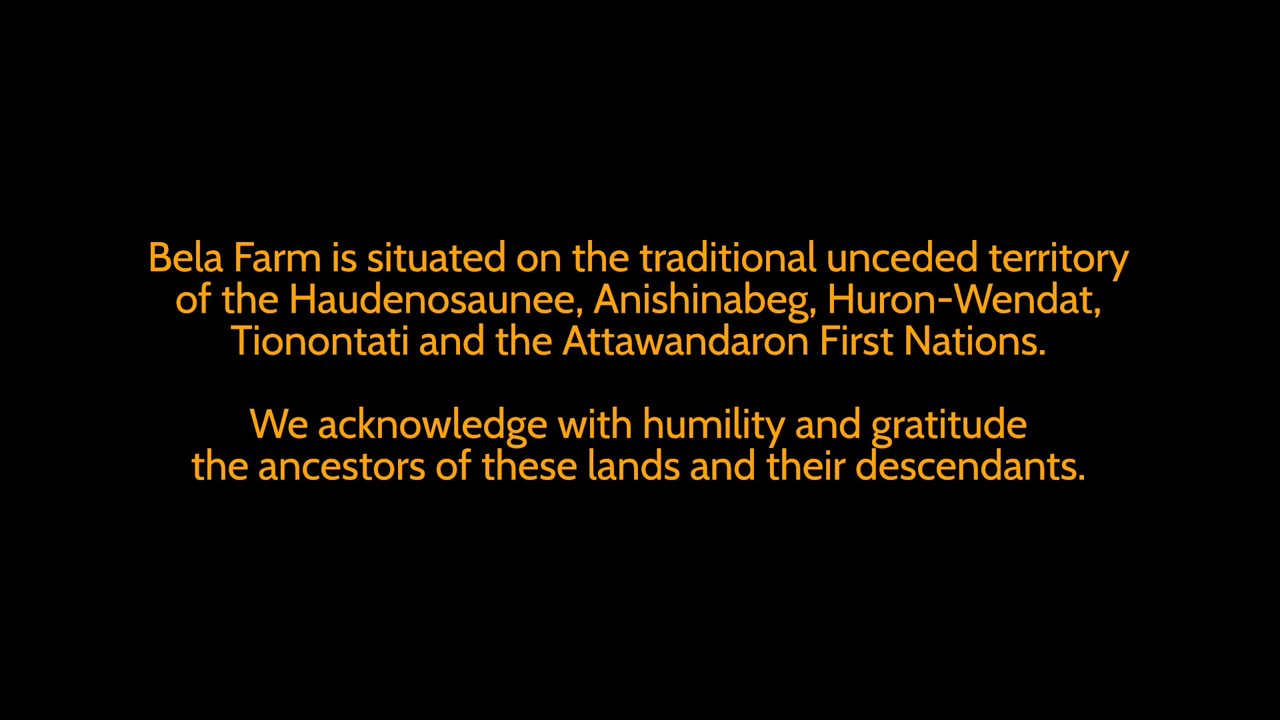 Bela Farm is situated on the traditional unceded territory
of the Haudenosaunee, Anishinabeg, Huron-Wendat,
Tionontati and the Attawandaron First Nations.
We acknowledge with humility and gratitude
the ancestors of these lands and their descendants.